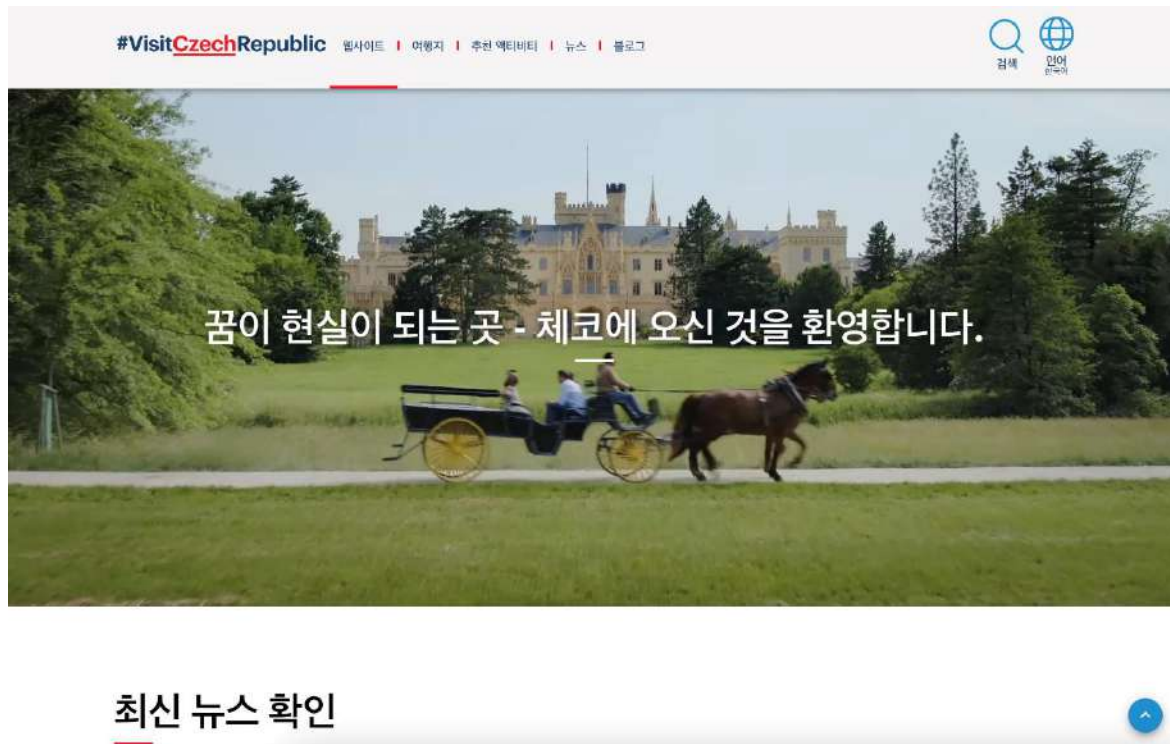 #VisitCzechRepublic 웹사이트 | 여행지 | 추천 액티비티 | 뉴스 | 블로그
검색 언어
한국어
꿈이 현실이 되는 곳 - 체코에 오신 것을 환영합니다.
최신 뉴스 확인